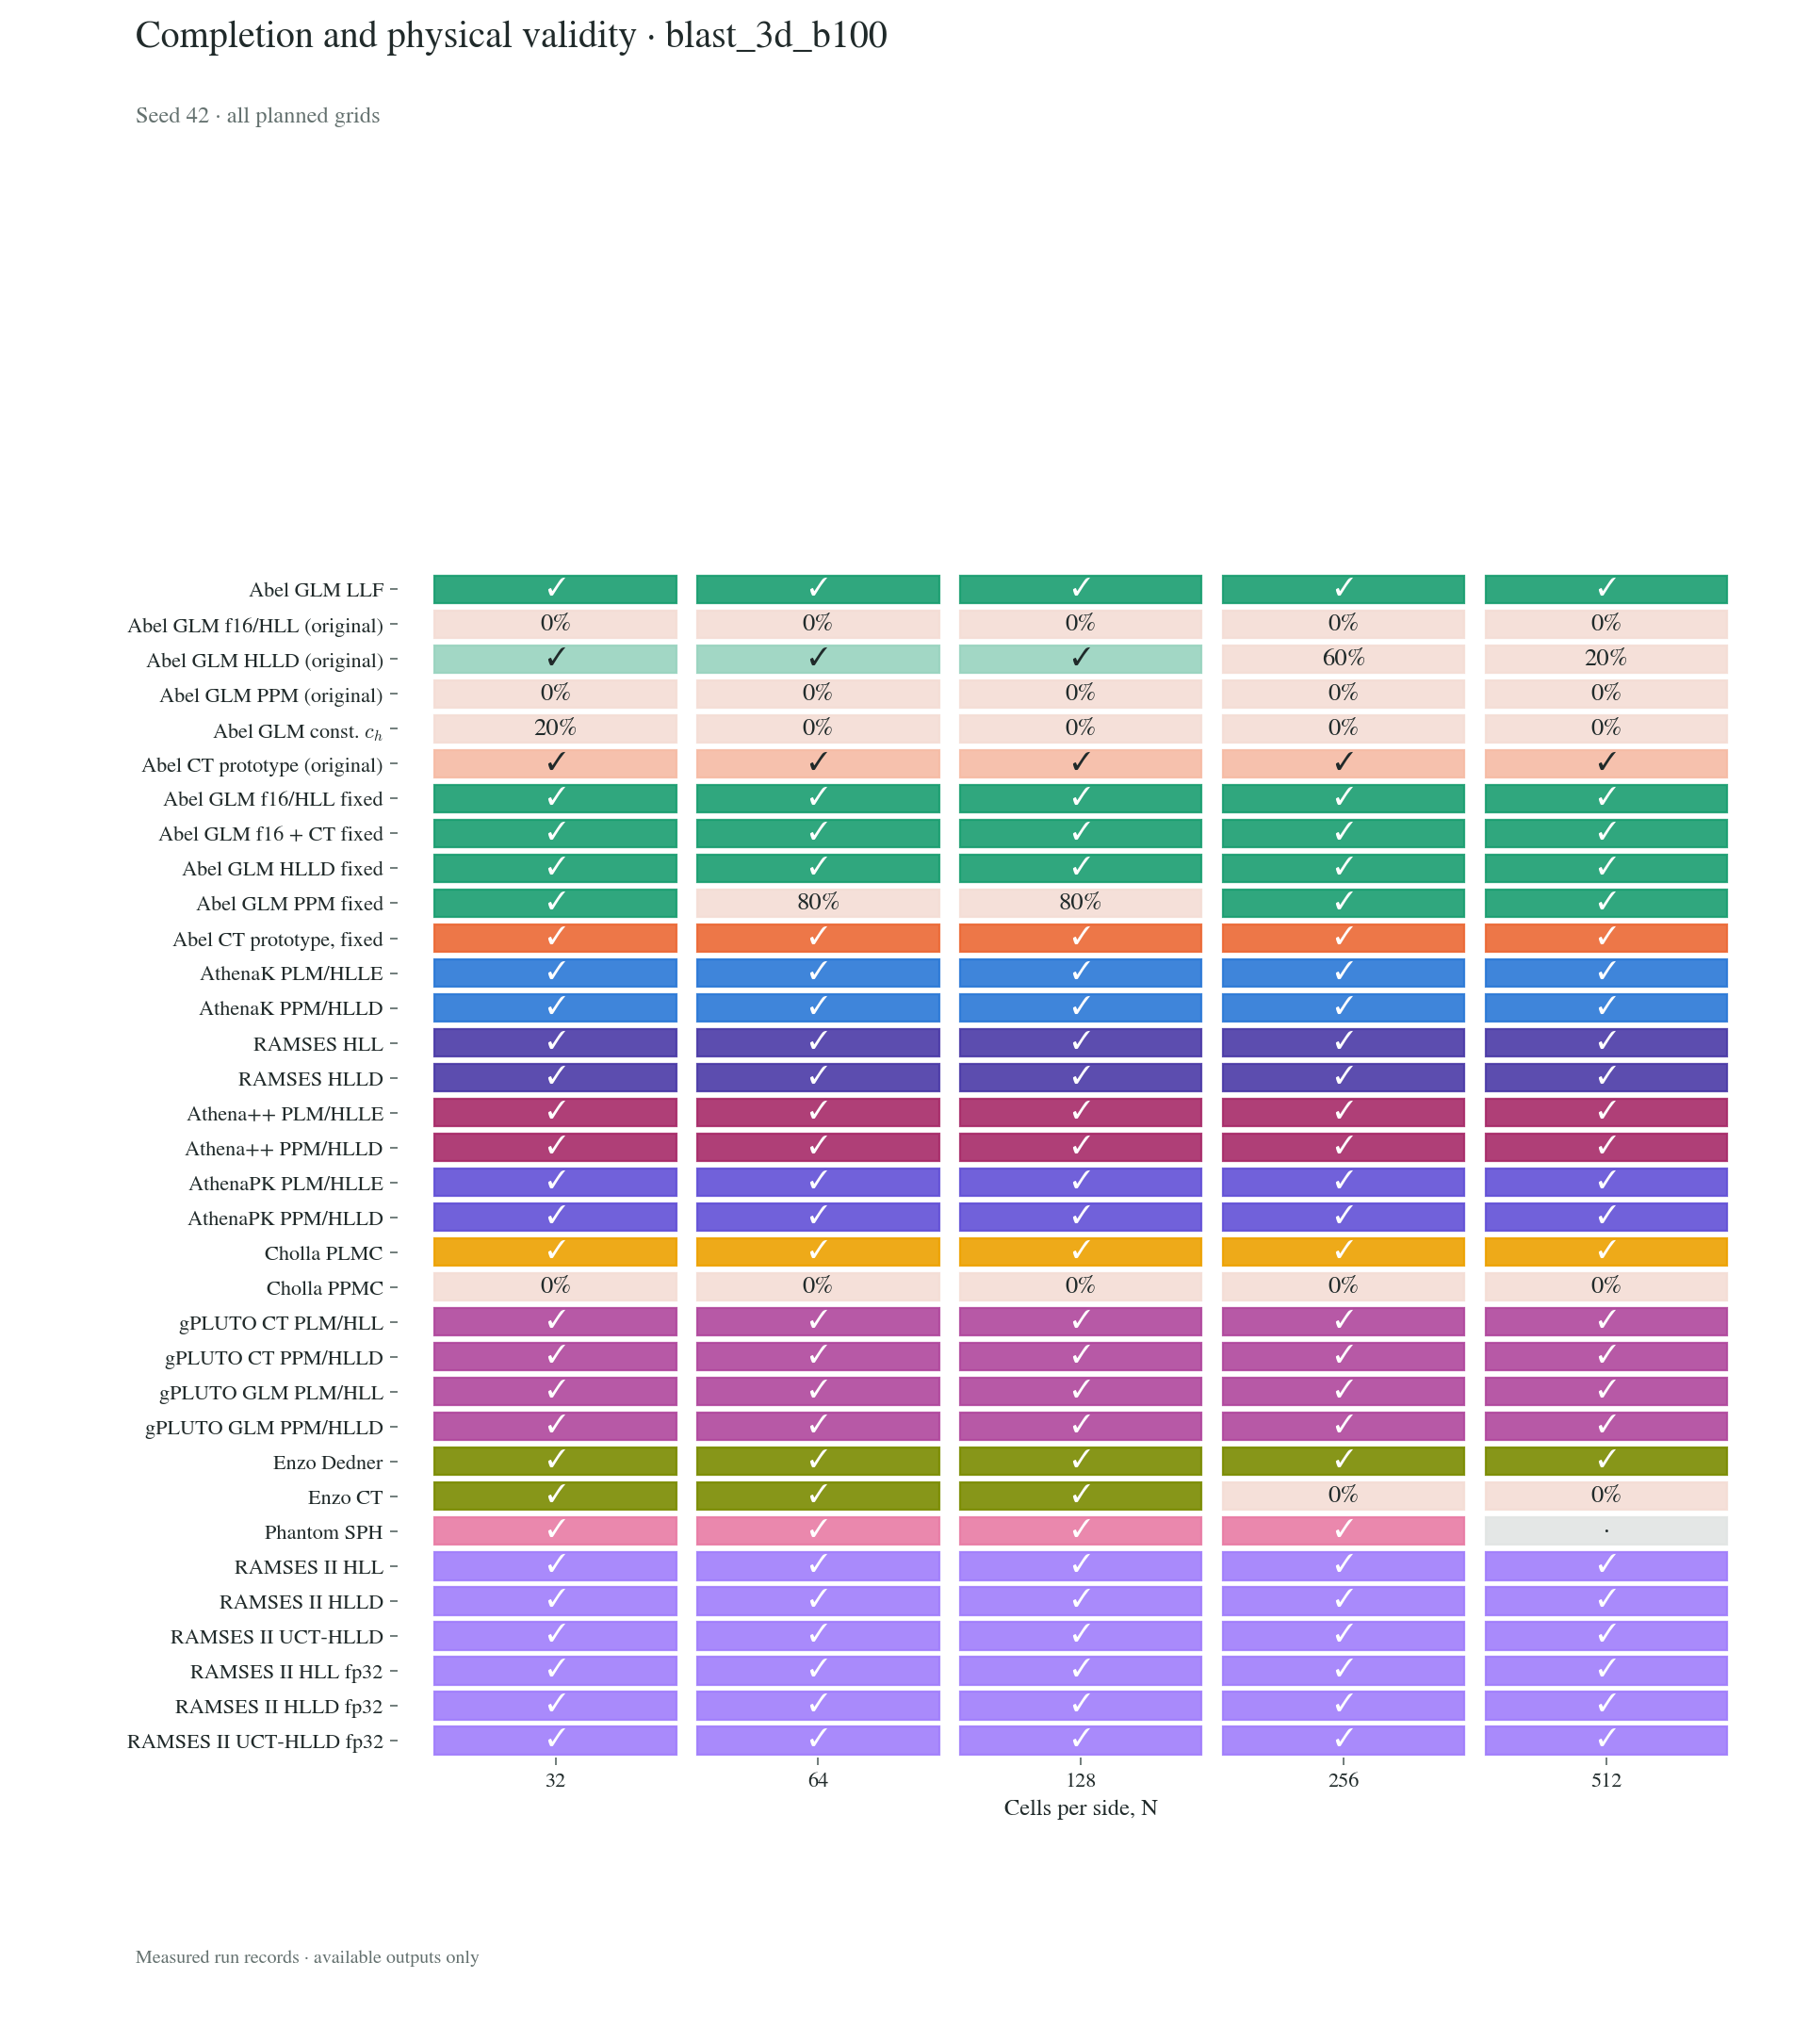 Completion and physical validity · blast_3d_b100
Seed 42 · all planned grids
Abel GLM LLF ✓ ✓ ✓ ✓ ✓
Abel GLM f16/HLL (original) 0% 0% 0% 0% 0%
Abel GLM HLLD (original) ✓ ✓ ✓ 60% 20%
Abel GLM PPM (original) 0% 0% 0% 0% 0%
Abel GLM const. cₕ 20% 0% 0% 0% 0%
Abel CT prototype (original) ✓ ✓ ✓ ✓ ✓
Abel GLM f16/HLL fixed ✓ ✓ ✓ ✓ ✓
Abel GLM f16 + CT fixed ✓ ✓ ✓ ✓ ✓
Abel GLM HLLD fixed ✓ ✓ ✓ ✓ ✓
Abel GLM PPM fixed ✓ 80% 80% ✓ ✓
Abel CT prototype, fixed ✓ ✓ ✓ ✓ ✓
AthenaK PLM/HLLE ✓ ✓ ✓ ✓ ✓
AthenaK PPM/HLLD ✓ ✓ ✓ ✓ ✓
RAMSES HLL ✓ ✓ ✓ ✓ ✓
RAMSES HLLD ✓ ✓ ✓ ✓ ✓
Athena++ PLM/HLLE ✓ ✓ ✓ ✓ ✓
Athena++ PPM/HLLD ✓ ✓ ✓ ✓ ✓
AthenaPK PLM/HLLE ✓ ✓ ✓ ✓ ✓
AthenaPK PPM/HLLD ✓ ✓ ✓ ✓ ✓
Cholla PLMC ✓ ✓ ✓ ✓ ✓
Cholla PPMC 0% 0% 0% 0% 0%
gPLUTO CT PLM/HLL ✓ ✓ ✓ ✓ ✓
gPLUTO CT PPM/HLLD ✓ ✓ ✓ ✓ ✓
gPLUTO GLM PLM/HLL ✓ ✓ ✓ ✓ ✓
gPLUTO GLM PPM/HLLD ✓ ✓ ✓ ✓ ✓
Enzo Dedner ✓ ✓ ✓ ✓ ✓
Enzo CT ✓ ✓ ✓ 0% 0%
Phantom SPH ✓ ✓ ✓ ✓ ·
RAMSES II HLL ✓ ✓ ✓ ✓ ✓
RAMSES II HLLD ✓ ✓ ✓ ✓ ✓
RAMSES II UCT-HLLD ✓ ✓ ✓ ✓ ✓
RAMSES II HLL fp32 ✓ ✓ ✓ ✓ ✓
RAMSES II HLLD fp32 ✓ ✓ ✓ ✓ ✓
RAMSES II UCT-HLLD fp32 ✓ ✓ ✓ ✓ ✓
32 64 128 256 512
Cells per side, N
Measured run records · available outputs only